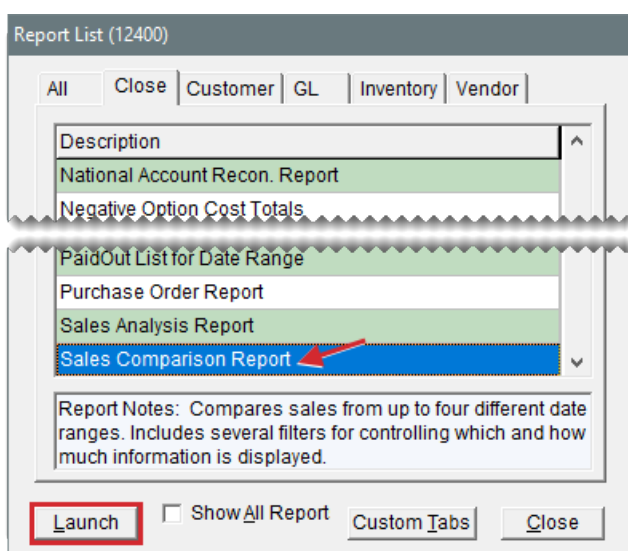 Report List (12400)
All Close Customer GL Inventory Vendor
Description
National Account Recon. Report
Negative Option Cost Totals
PaidOut List for Date Range
Purchase Order Report
Sales Analysis Report
Sales Comparison Report
Report Notes: Compares sales from up to four different date
ranges. Includes several filters for controlling which and how
much information is displayed.
Launch Show All Report Custom Tabs Close